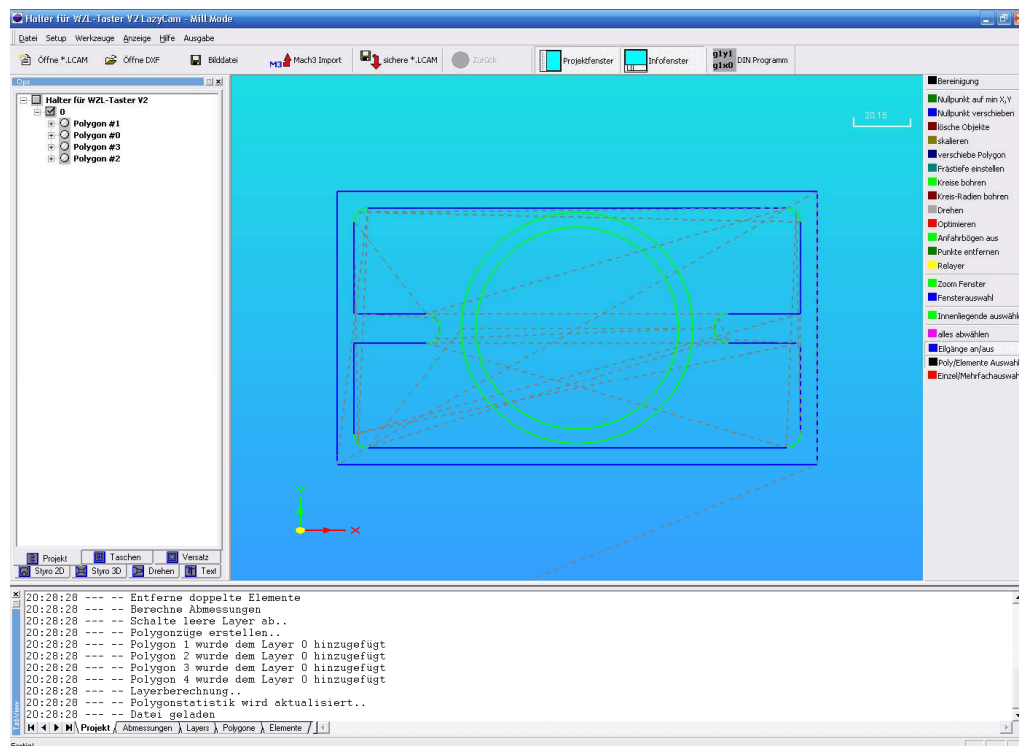 Halter für WZL-Taster V2 LazyCam - Mill Mode
Datei Setup Werkzeuge Anzeige Hilfe Ausgabe
Öffne *.LCAM Öffne DXF Bilddatei M3 Mach3 Import sichere *.LCAM Zurück Projektfenster Infofenster g1y1 g1x0 DIN Programm
Ops
Halter für WZL-Taster V2
0
Polygon #1
Polygon #0
Polygon #3
Polygon #2
20.15
Y
X
Bereinigung
Nullpunkt auf min X,Y
Nullpunkt verschieben
lösche Objekte
skalieren
verschiebe Polygon
Frästiefe einstellen
Kreise bohren
Kreis-Radien bohren
Drehen
Optimieren
Anfahrbögen aus
Punkte entfernen
Relayer
Zoom Fenster
Fensterauswahl
Innenliegende auswähle
alles abwählen
Eilgänge an/aus
Poly/Elemente Auswahl
Einzel/Mehrfachauswah
Projekt Taschen Versatz
Styro 2D Styro 3D Drehen Text
20:28:28 --- -- Entferne doppelte Elemente
20:28:28 --- -- Berechne Abmessungen
20:28:28 --- -- Schalte leere Layer ab..
20:28:28 --- -- Polygonzüge erstellen..
20:28:28 --- -- Polygon 1 wurde dem Layer 0 hinzugefügt
20:28:28 --- -- Polygon 2 wurde dem Layer 0 hinzugefügt
20:28:28 --- -- Polygon 3 wurde dem Layer 0 hinzugefügt
20:28:28 --- -- Polygon 4 wurde dem Layer 0 hinzugefügt
20:28:28 --- -- Layerberechnung..
20:28:28 --- -- Polygonstatistik wird aktualisiert..
20:28:28 --- -- Datei geladen
TabView
Projekt Abmessungen Layers Polygone Elemente